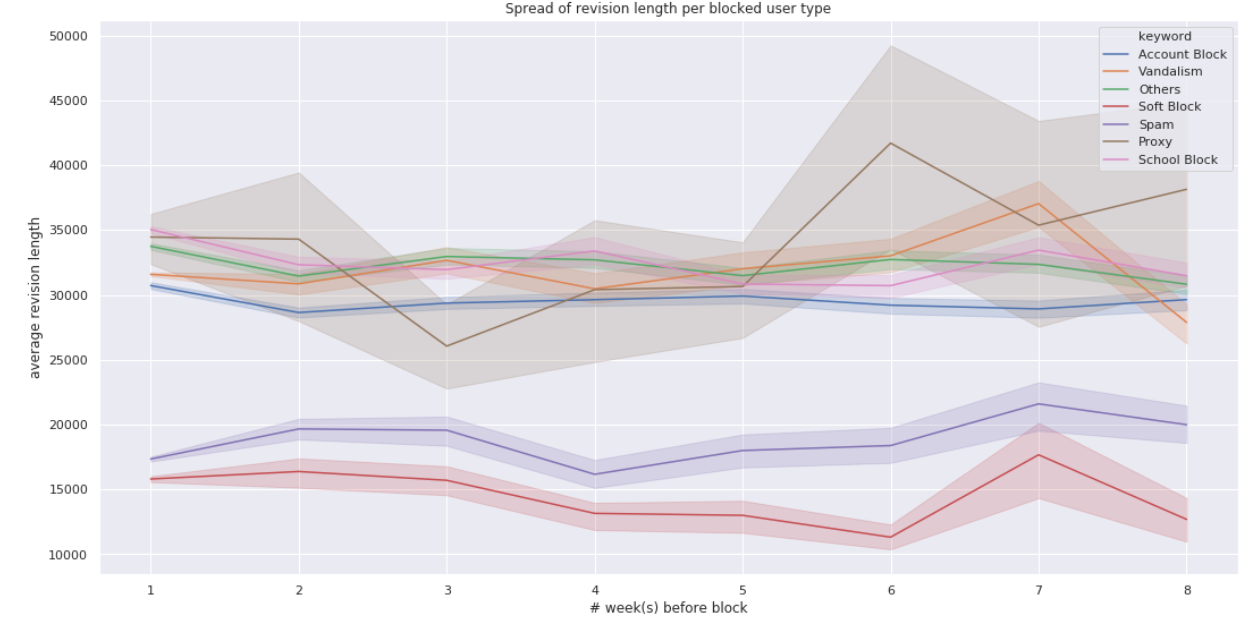 Spread of revision length per blocked user type
50000
45000
40000
35000
30000
25000
20000
15000
10000
average revision length
keyword
Account Block
Vandalism
Others
Soft Block
Spam
Proxy
School Block
1 2 3 4 5 6 7 8
# week(s) before block